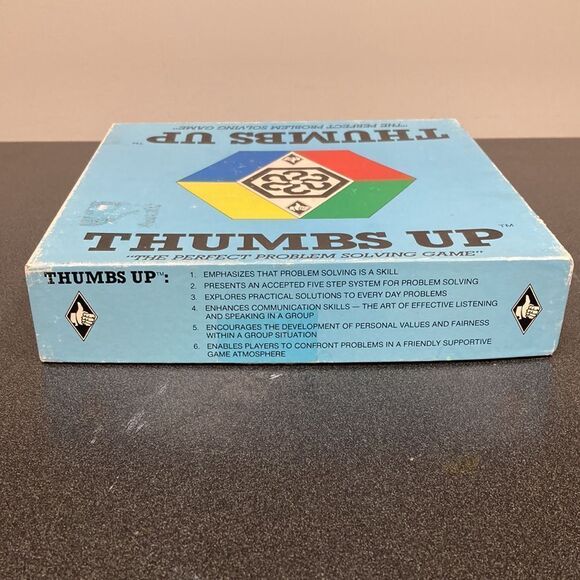 THUMBS UP™
"THE PERFECT PROBLEM SOLVING GAME"
THUMBS UP™
"THE PERFECT PROBLEM SOLVING GAME"
THUMBS UP™:
1. EMPHASIZES THAT PROBLEM SOLVING IS A SKILL
2. PRESENTS AN ACCEPTED FIVE STEP SYSTEM FOR PROBLEM SOLVING
3. EXPLORES PRACTICAL SOLUTIONS TO EVERY DAY PROBLEMS
4. ENHANCES COMMUNICATION SKILLS — THE ART OF EFFECTIVE LISTENING
AND SPEAKING IN A GROUP
5. ENCOURAGES THE DEVELOPMENT OF PERSONAL VALUES AND FAIRNESS
WITHIN A GROUP SITUATION
6. ENABLES PLAYERS TO CONFRONT PROBLEMS IN A FRIENDLY SUPPORTIVE
GAME ATMOSPHERE